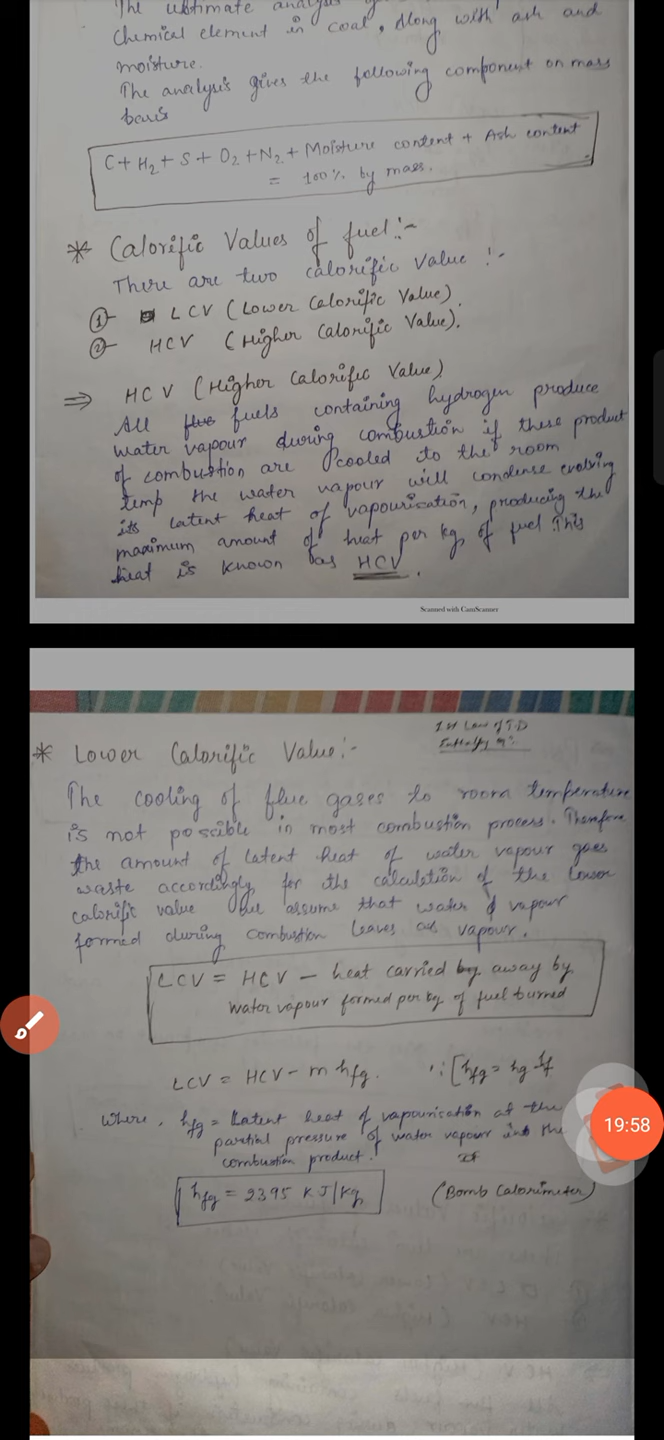 The ultimate
chemical element in coal, along with ash and
moisture.
The analysis gives the following component on mass
basis
C + H2 + S + O2 + N2 + Moisture content + Ash content
= 100% by mass.
* Calorific Values of fuel:-
There are two calorific value :-
① LCV (Lower Calorific Value).
② HCV (Higher Calorific Value).
⇒ HCV (Higher Calorific Value)
All fuels containing hydrogen produce
water vapour during combustion if these product
of combustion are cooled to the room
temp the water vapour will condense evolving
its latent heat of vapourisation, producing the
maximum amount of heat per kg of fuel This
heat is known as HCV.
Scanned with CamScanner
1st Law of T.D
* Lower Calorific Value:-
The cooling of flue gases to room temperature
is not possible in most combustion process. Therefore
the amount of latent heat of water vapour goes
waste accordingly for the calculation of the lower
calorific value we assume that water vapour
formed during combustion leaves as vapour.
LCV = HCV - heat carried by away by
water vapour formed per kg of fuel burned
LCV = HCV - m hfg. ∵ [hfg = hg - hf
where, hfg = Latent heat of vapourisation at the
partial pressure of water vapour the
combustion product.
hfg = 2395 KJ/kg (Bomb Calorimeter)
19:58